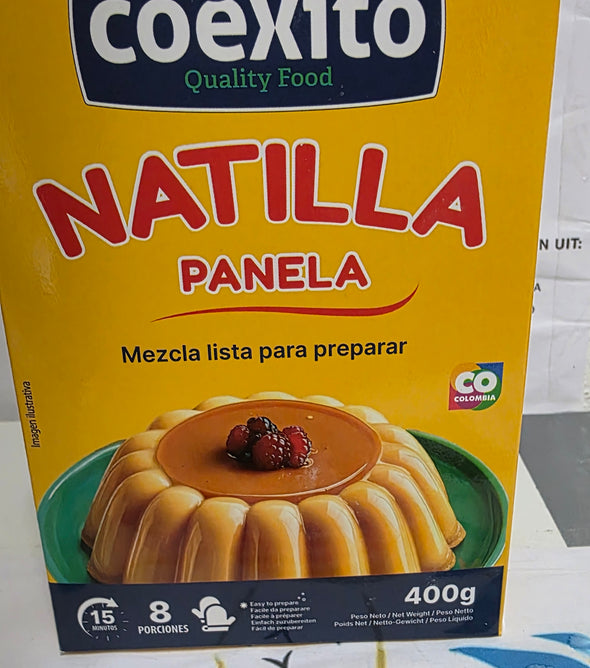 coexito
Quality Food
NATILLA
PANELA
Mezcla lista para preparar
CO
COLOMBIA
Imagen ilustrativa
N UIT:
A
15
MINUTOS
8
PORCIONES
Easy to prepare
Facile da preparare
Facile à préparer
Einfach zuzubereiten
Fácil de preparar
400g
Peso Neto / Net Weight / Peso Netto
Poids Net / Netto-Gewicht / Peso Líquido